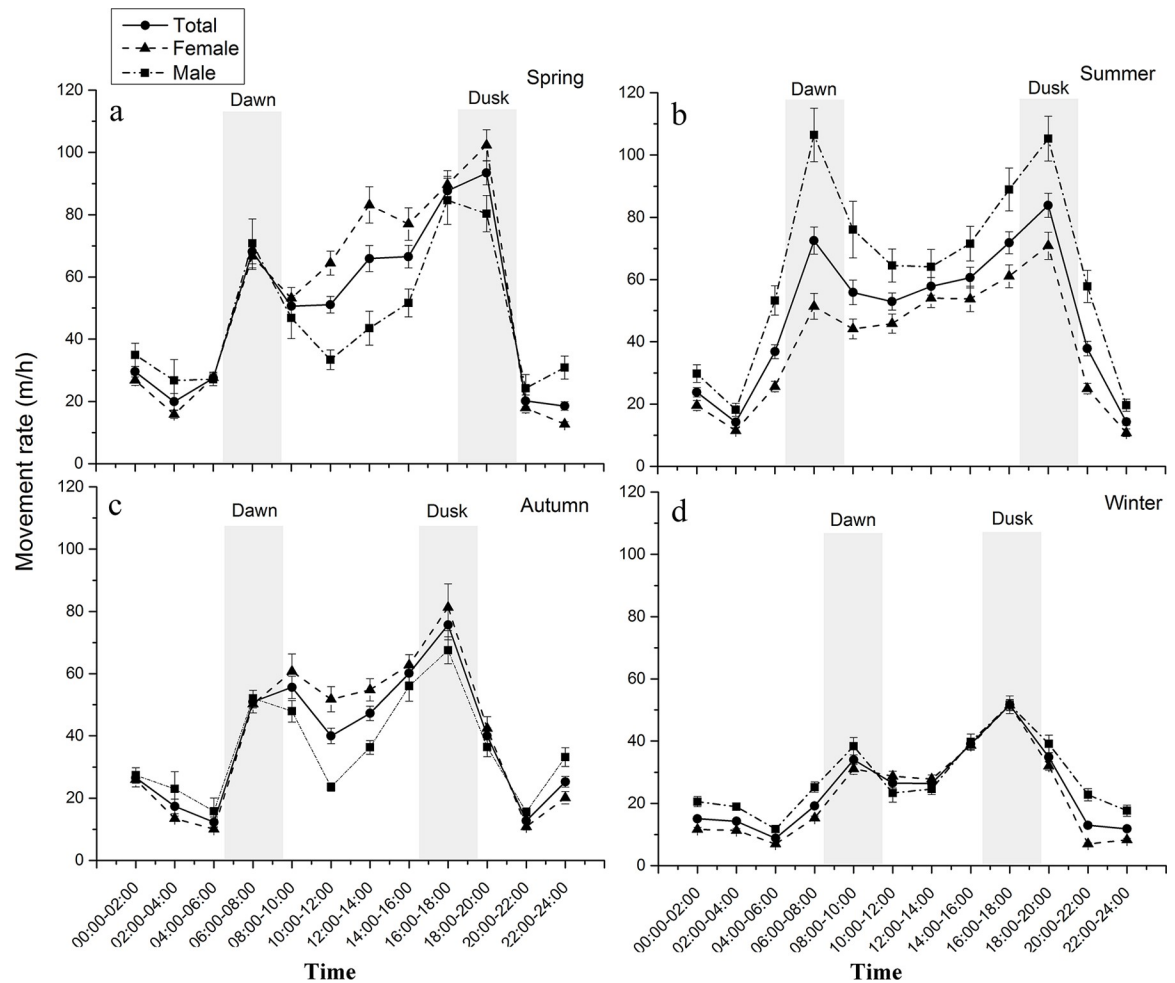 Total
Female
Male
Spring
a
Dawn
Dusk
120
100
80
60
40
20
0
Summer
b
Dawn
Dusk
120
100
80
60
40
20
0
Movement rate (m/h)
Autumn
c
Dawn
Dusk
120
100
80
60
40
20
0
00:00-02:00
02:00-04:00
04:00-06:00
06:00-08:00
08:00-10:00
10:00-12:00
12:00-14:00
14:00-16:00
16:00-18:00
18:00-20:00
20:00-22:00
22:00-24:00
Time
Winter
d
Dawn
Dusk
120
100
80
60
40
20
0
00:00-02:00
02:00-04:00
04:00-06:00
06:00-08:00
08:00-10:00
10:00-12:00
12:00-14:00
14:00-16:00
16:00-18:00
18:00-20:00
20:00-22:00
22:00-24:00
Time